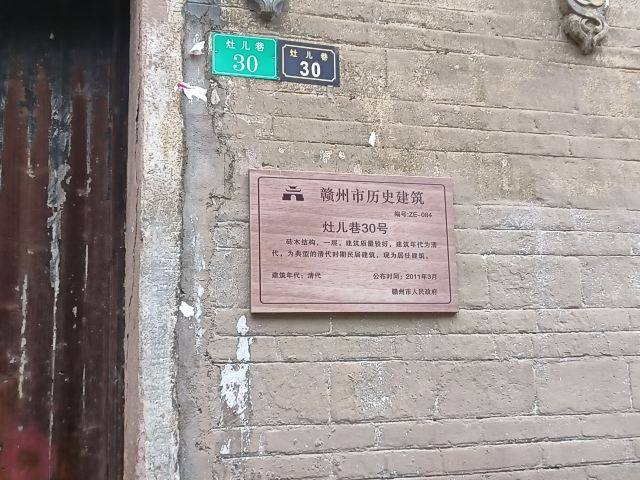 灶儿巷
30
灶儿巷
30
赣州市历史建筑
编号:ZE-084
灶儿巷30号
砖木结构，一层，建筑质量较好，建筑年代为清
代，为典型的清代时期民居建筑，现为居住建筑。
建筑年代：清代 公布时间：2011年3月
赣州市人民政府